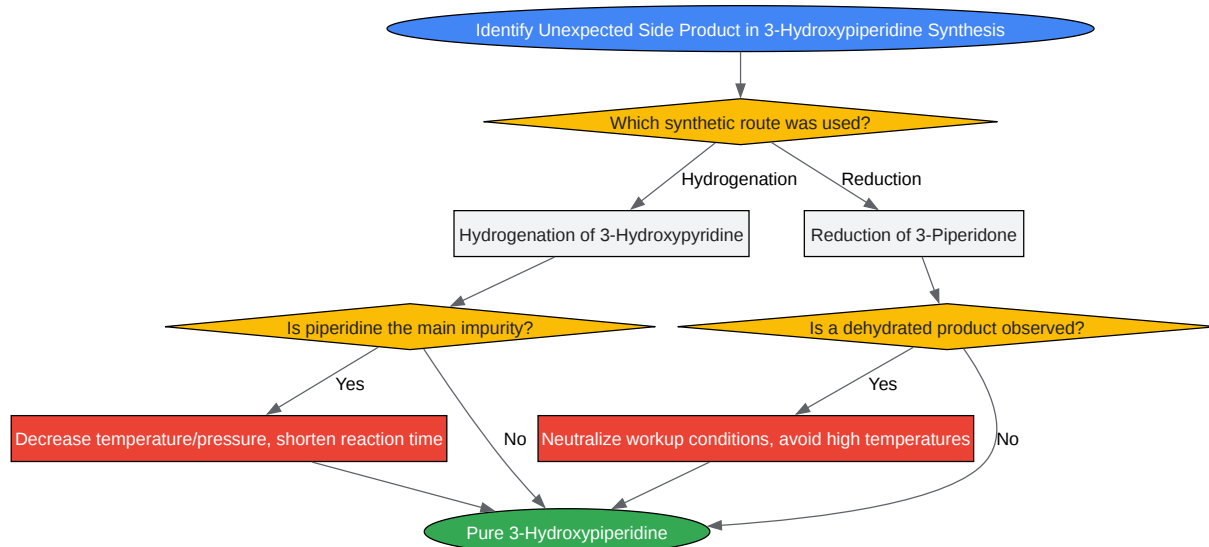 Identify Unexpected Side Product in 3-Hydroxypiperidine Synthesis
Which synthetic route was used?
Hydrogenation
Reduction
Hydrogenation of 3-Hydroxypyridine
Reduction of 3-Piperidone
Is piperidine the main impurity?
Is a dehydrated product observed?
Yes
Yes
Decrease temperature/pressure, shorten reaction time
No
Neutralize workup conditions, avoid high temperatures
No
Pure 3-Hydroxypiperidine